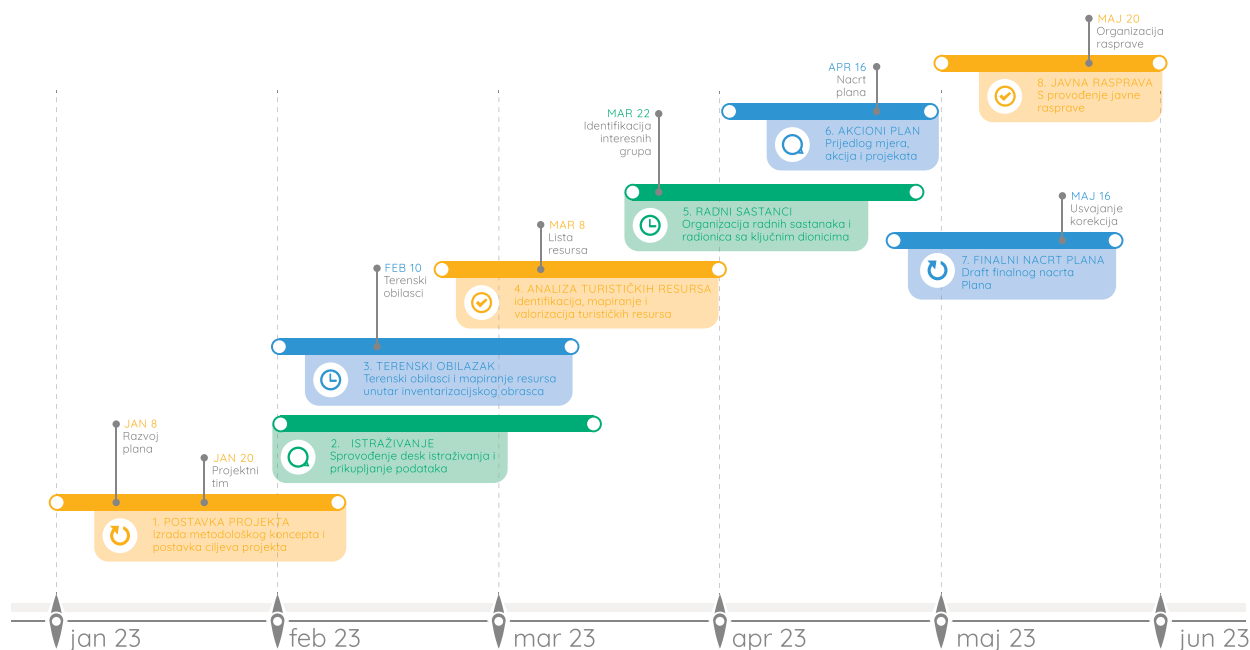 MAJ 20
Organizacija
rasprave
8. JAVNA RASPRAVA
S provođenje javne
rasprave
APR 16
Nacrt
plana
6. AKCIONI PLAN
Prijedlog mjera,
akcija i projekata
MAR 22
Identifikacija
interesnih
grupa
5. RADNI SASTANCI
Organizacija radnih sastanaka i
radionica sa ključnim dionicima
MAJ 16
Usvajanje
korekcija
7. FINALNI NACRT PLANA
Draft finalnog nacrta
Plana
MAR 8
Lista
resursa
4. ANALIZA TURISTIČKIH RESURSA
identifikacija, mapiranje i
valorizacija turističkih resursa
FEB 10
Terenski
obilasci
3. TERENSKI OBILAZAK
Terenski obilasci i mapiranje resursa
unutar inventarizacijskog obrasca
2. ISTRAŽIVANJE
Sprovođenje desk istraživanja i
prikupljanje podataka
JAN 8
Razvoj
plana
JAN 20
Projektni
tim
1. POSTAVKA PROJEKTA
Izrada metodološkog koncepta i
postavka ciljeva projekta
jan 23
feb 23
mar 23
apr 23
maj 23
jun 23